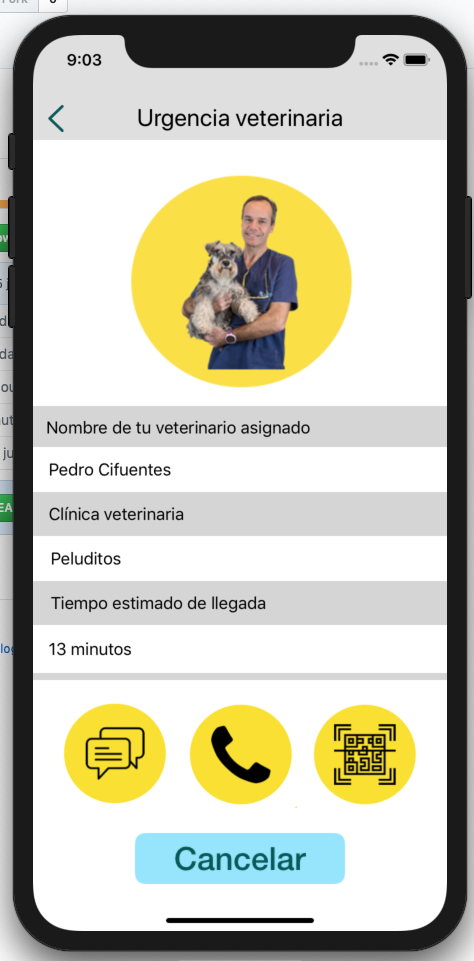 9:03
Urgencia veterinaria
Nombre de tu veterinario asignado
Pedro Cifuentes
Clínica veterinaria
Peluditos
Tiempo estimado de llegada
13 minutos
Cancelar